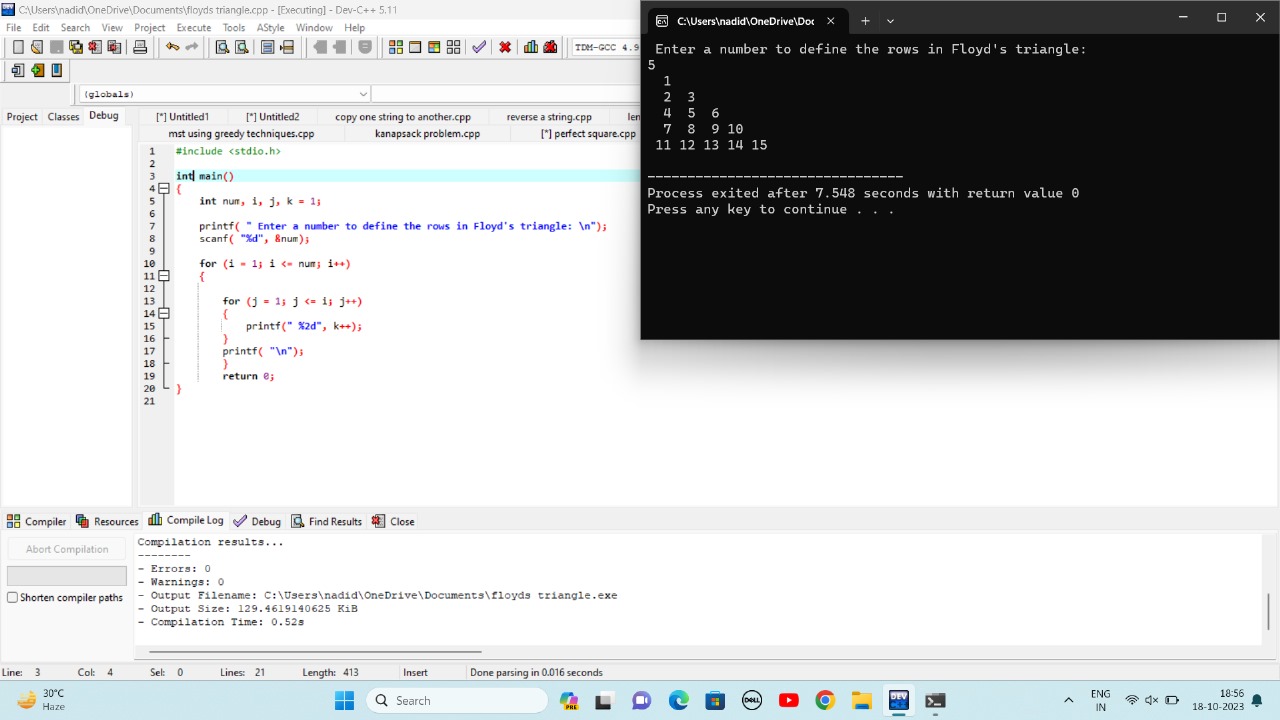 C:\Users\nadid\OneDrive\Documents\floyds triangle.cpp - [Executing] - Dev-C++ 5.11
File Edit Search View Project Execute Tools AStyle Window Help
TDM-GCC 4.9
(globals)
Project Classes Debug
[*] Untitled1 [*] Untitled2 copy one string to another.cpp reverse a string.cpp len
mst using greedy techniques.cpp kanapsack problem.cpp [*] perfect square.cpp
1 #include <stdio.h>
2
3 int main()
4 {
5 int num, i, j, k = 1;
6
7 printf( " Enter a number to define the rows in Floyd's triangle: \n");
8 scanf( "%d", &num);
9
10 for (i = 1; i <= num; i++)
11 {
12
13 for (j = 1; j <= i; j++)
14 {
15 printf(" %2d", k++);
16 }
17 printf( "\n");
18 }
19 return 0;
20 }
21
C:\Users\nadid\OneDrive\Doc
Enter a number to define the rows in Floyd's triangle:
5
1
2 3
4 5 6
7 8 9 10
11 12 13 14 15
--------------------------------
Process exited after 7.548 seconds with return value 0
Press any key to continue . . .
Compiler Resources Compile Log Debug Find Results Close
Abort Compilation
Shorten compiler paths
Compilation results...
--------
- Errors: 0
- Warnings: 0
- Output Filename: C:\Users\nadid\OneDrive\Documents\floyds triangle.exe
- Output Size: 129.4619140625 KiB
- Compilation Time: 0.52s
Line: 3 Col: 4 Sel: 0 Lines: 21 Length: 413 Insert Done parsing in 0.016 seconds
30°C
Haze
Search
PRE
DELL
DEV
ENG
IN
18:56
18-10-2023